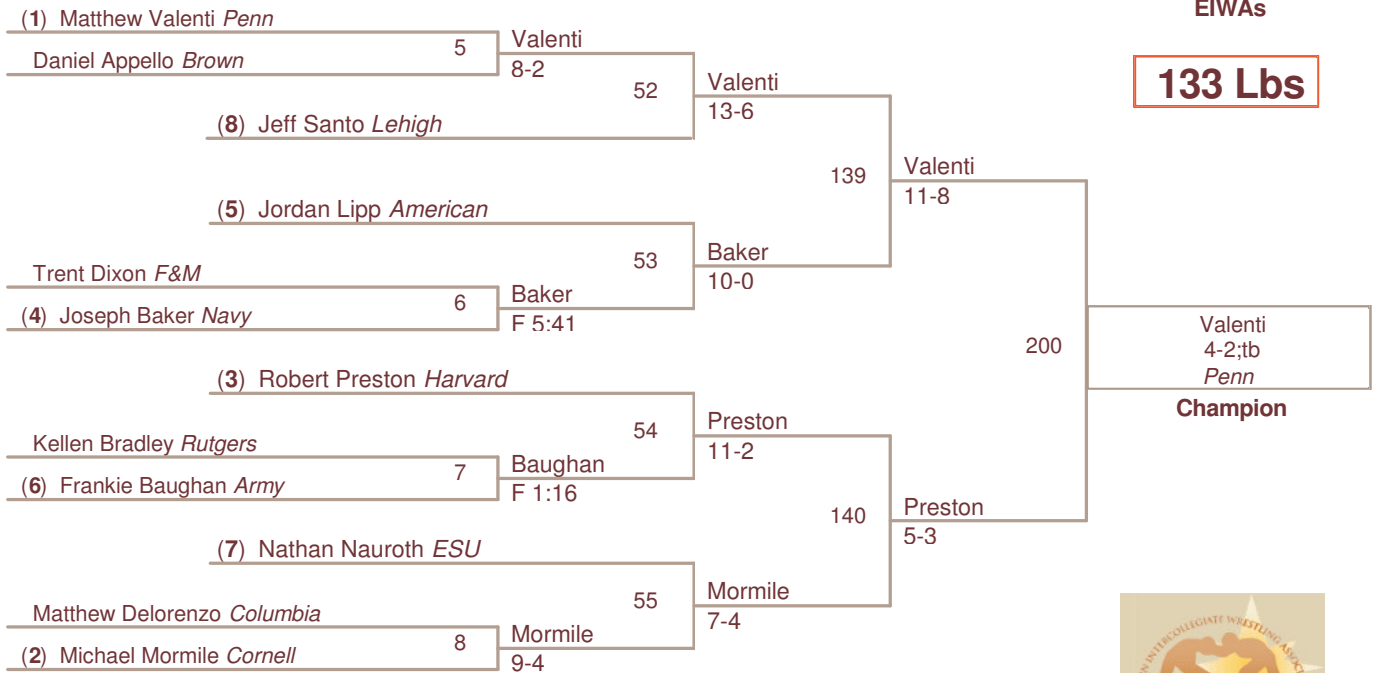 EIWAs
133 Lbs
(1) Matthew Valenti Penn
5
Daniel Appello Brown
Valenti
8-2
52
(8) Jeff Santo Lehigh
Valenti
13-6
139
(5) Jordan Lipp American
53
Trent Dixon F&M
6
(4) Joseph Baker Navy
Baker
F 5:41
Baker
10-0
Valenti
11-8
200
(3) Robert Preston Harvard
54
Kellen Bradley Rutgers
7
(6) Frankie Baughan Army
Baughan
F 1:16
Preston
11-2
140
(7) Nathan Nauroth ESU
55
Matthew Delorenzo Columbia
8
(2) Michael Mormile Cornell
Mormile
9-4
Mormile
7-4
Preston
5-3
Valenti
4-2;tb
Penn
Champion
INTERCOLLEGIATE WRESTLING